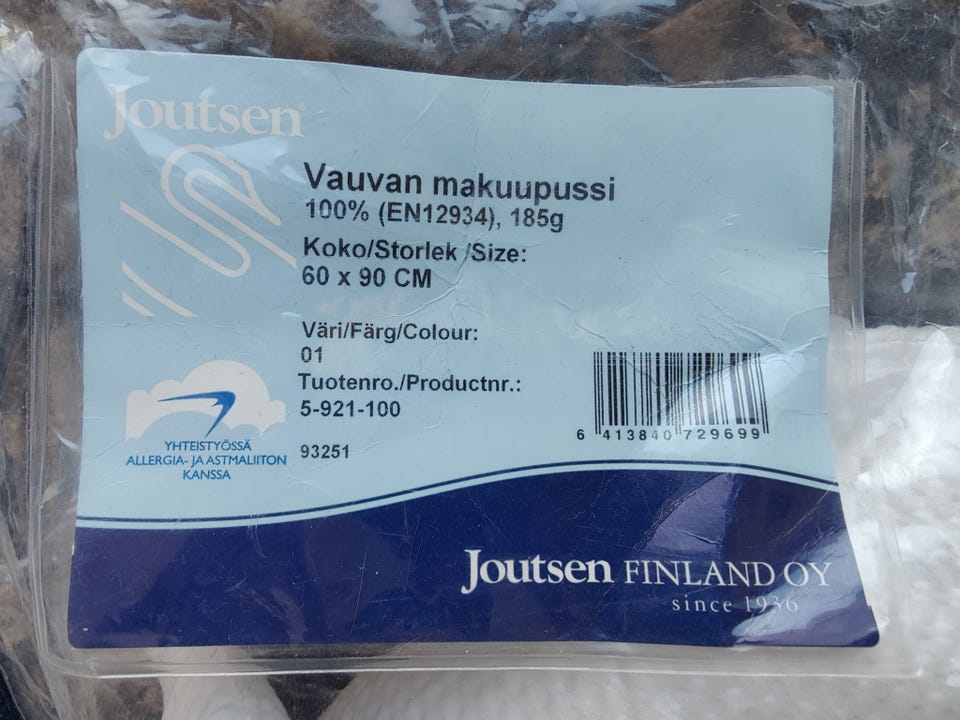 Joutsen®
Vauvan makuupussi
100% (EN12934), 185g
Koko/Storlek /Size:
60 x 90 CM
Väri/Färg/Colour:
01
Tuotenro./Productnr.:
5-921-100
93251
YHTEISTYÖSSÄ
ALLERGIA- JA ASTMALIITON
KANSSA
6 413840 729699
Joutsen FINLAND OY
since 1936